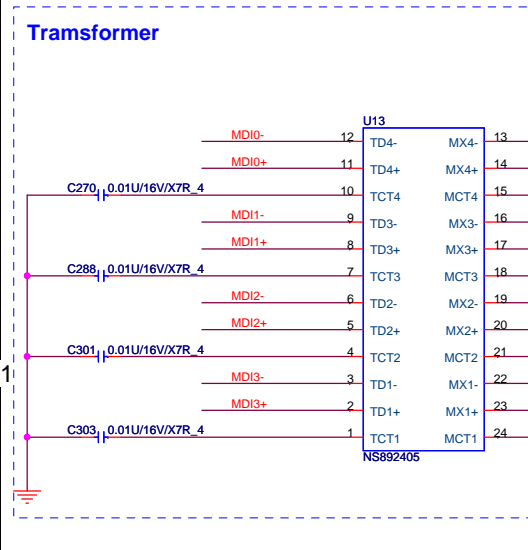 Tramsformer
U13
MDI0- 12 TD4- MX4- 13
MDI0+ 11 TD4+ MX4+ 14
C270 0.01U/16V/X7R_4 10 TCT4 MCT4 15
MDI1- 9 TD3- MX3- 16
MDI1+ 8 TD3+ MX3+ 17
C288 0.01U/16V/X7R_4 7 TCT3 MCT3 18
MDI2- 6 TD2- MX2- 19
MDI2+ 5 TD2+ MX2+ 20
C301 0.01U/16V/X7R_4 4 TCT2 MCT2 21
1
MDI3- 3 TD1- MX1- 22
MDI3+ 2 TD1+ MX1+ 23
C303 0.01U/16V/X7R_4 1 TCT1 MCT1 24
NS892405